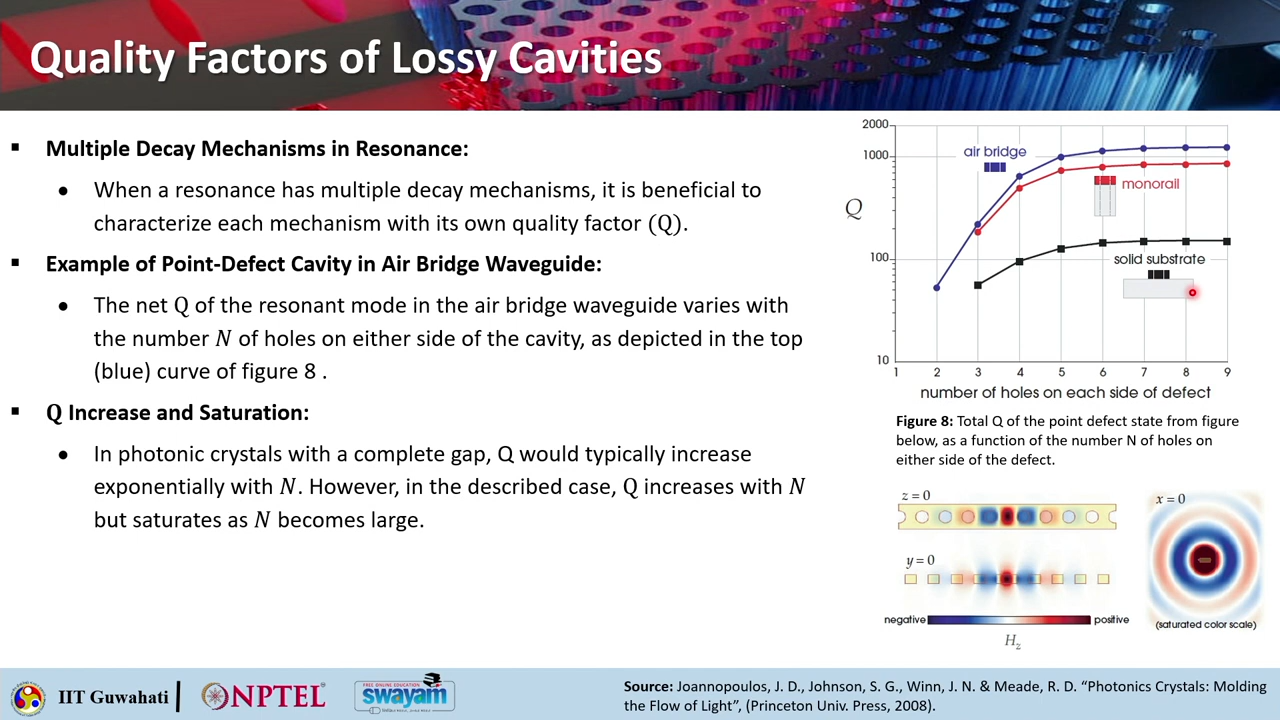 Quality Factors of Lossy Cavities
▪ Multiple Decay Mechanisms in Resonance:
• When a resonance has multiple decay mechanisms, it is beneficial to
characterize each mechanism with its own quality factor (Q).
▪ Example of Point-Defect Cavity in Air Bridge Waveguide:
• The net Q of the resonant mode in the air bridge waveguide varies with
the number N of holes on either side of the cavity, as depicted in the top
(blue) curve of figure 8 .
▪ Q Increase and Saturation:
• In photonic crystals with a complete gap, Q would typically increase
exponentially with N. However, in the described case, Q increases with N
but saturates as N becomes large.
2000
1000
100
10
Q
air bridge
monorail
solid substrate
1 2 3 4 5 6 7 8 9
number of holes on each side of defect
Figure 8: Total Q of the point defect state from figure
below, as a function of the number N of holes on
either side of the defect.
z = 0
y = 0
x = 0
negative positive
(saturated color scale)
Hz
IIT Guwahati
NPTEL
FREE ONLINE EDUCATION
swayam
Source: Joannopoulos, J. D., Johnson, S. G., Winn, J. N. & Meade, R. D. “Photonics Crystals: Molding
the Flow of Light”, (Princeton Univ. Press, 2008).